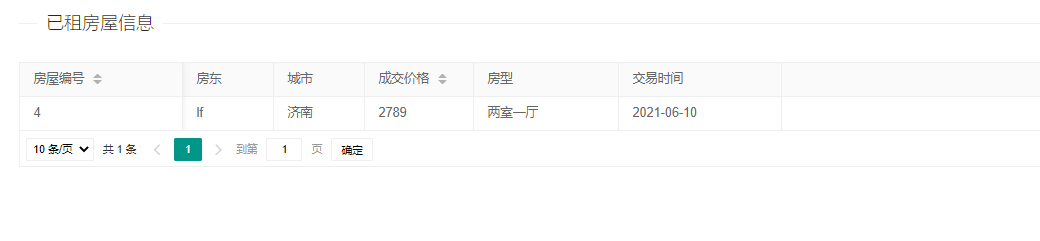 已租房屋信息
房屋编号 房东 城市 成交价格 房型 交易时间
4 lf 济南 2789 两室一厅 2021-06-10
10 条/页 共 1 条 1 到第 1 页 确定